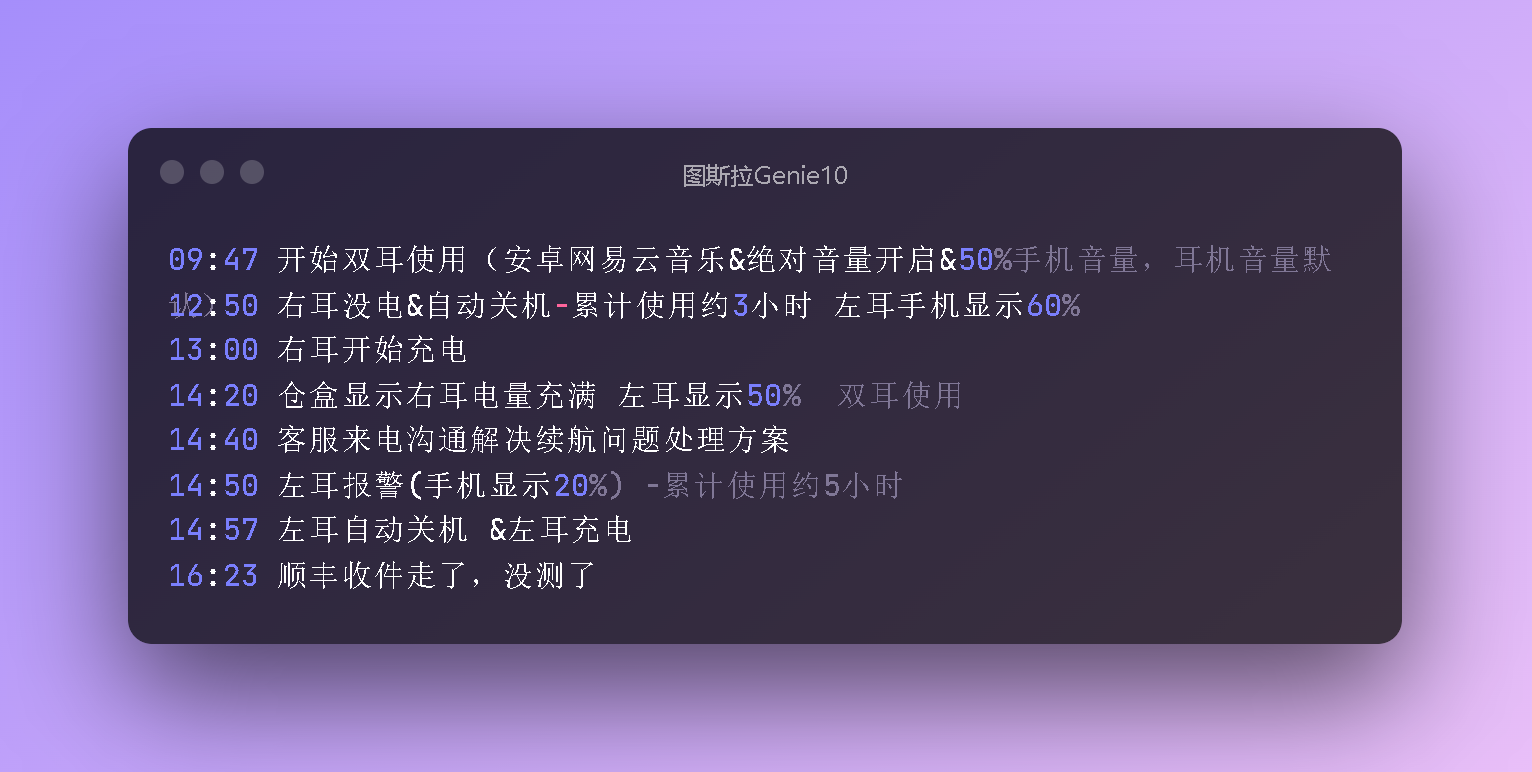 图斯拉Genie10
09:47 开始双耳使用（安卓网易云音乐&绝对音量开启&50%手机音量，耳机音量默
认）
12:50 右耳没电&自动关机-累计使用约3小时 左耳手机显示60%
13:00 右耳开始充电
14:20 仓盒显示右耳电量充满 左耳显示50%  双耳使用
14:40 客服来电沟通解决续航问题处理方案
14:50 左耳报警(手机显示20%) -累计使用约5小时
14:57 左耳自动关机 &左耳充电
16:23 顺丰收件走了，没测了